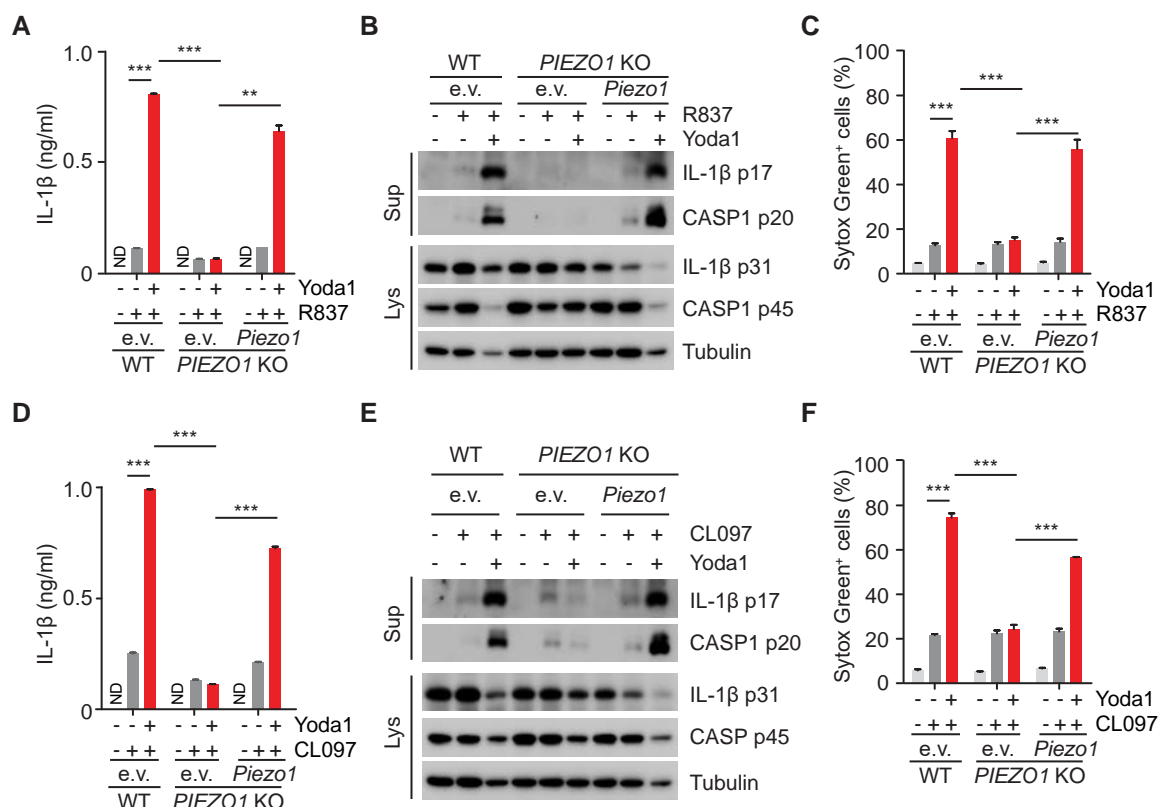 A
IL-1β (ng/ml)
1.0
0.5
0
***
***
**
ND
ND
ND
- - + - - + - - + Yoda1
- + + - + + - + + R837
e.v. e.v. Piezo1
WT PIEZO1 KO
B
WT PIEZO1 KO
e.v. e.v. Piezo1
- + + - + + - + + R837
- - + - - + - - + Yoda1
Sup
IL-1β p17
CASP1 p20
Lys
IL-1β p31
CASP1 p45
Tubulin
C
Sytox Green+ cells (%)
100
80
60
40
20
0
***
***
***
- - + - - + - - + Yoda1
- + + - + + - + + R837
e.v. e.v. Piezo1
WT PIEZO1 KO
D
IL-1β (ng/ml)
1.0
0.5
0
***
***
***
ND
ND
ND
- - + - - + - - + Yoda1
- + + - + + - + + CL097
e.v. e.v. Piezo1
WT PIEZO1 KO
E
WT PIEZO1 KO
e.v. e.v. Piezo1
- + + - + + - + + CL097
- - + - - + - - + Yoda1
Sup
IL-1β p17
CASP1 p20
Lys
IL-1β p31
CASP p45
Tubulin
F
Sytox Green+ cells (%)
100
80
60
40
20
0
***
***
***
- - + - - + - - + Yoda1
- + + - + + - + + CL097
e.v. e.v. Piezo1
WT PIEZO1 KO